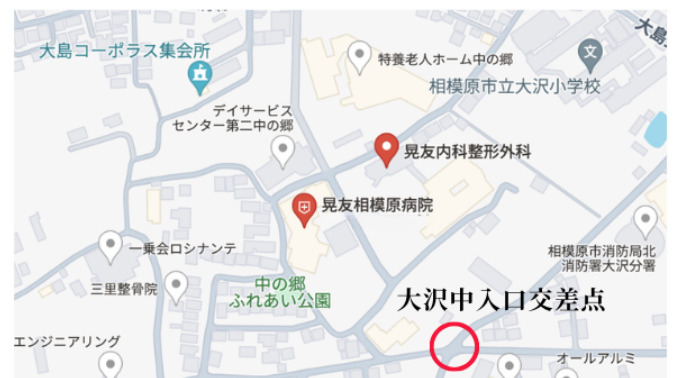 大島
大島コーポラス集会所
特養老人ホーム中の郷
文
相模原市立大沢小学校
デイサービス
センター第二中の郷
晃友内科整形外科
晃友相模原病院
一乗会ロシナンテ
相模原市消防局北
消防署大沢分署
三里整骨院
中の郷
ふれあい公園
大沢中入口交差点
エンジニアリング
オールアルミ